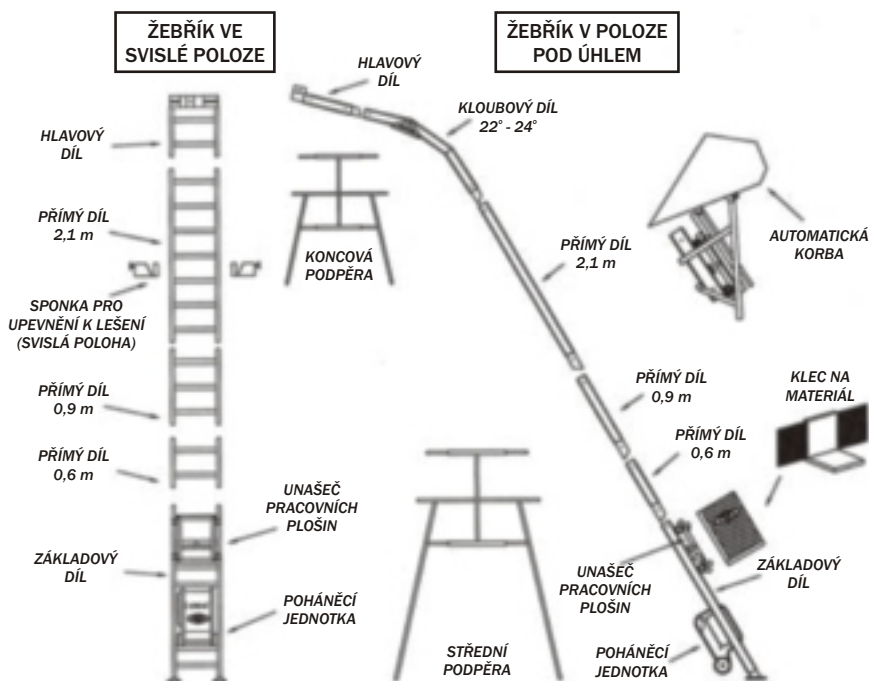 ŽEBŘÍK VE
SVISLÉ POLOZE
HLAVOVÝ
DÍL
PŘÍMÝ DÍL
2,1 m
SPONKA PRO
UPEVNĚNÍ K LEŠENÍ
(SVISLÁ POLOHA)
PŘÍMÝ DÍL
0,9 m
PŘÍMÝ DÍL
0,6 m
UNAŠEČ
PRACOVNÍCH
PLOŠIN
ZÁKLADOVÝ
DÍL
POHÁNĚCÍ
JEDNOTKA
KONCOVÁ
PODPĚRA
STŘEDNÍ
PODPĚRA
ŽEBŘÍK V POLOZE
POD ÚHLEM
HLAVOVÝ
DÍL
KLOUBOVÝ DÍL
22° - 24°
PŘÍMÝ DÍL
2,1 m
AUTOMATICKÁ
KORBA
PŘÍMÝ DÍL
0,9 m
KLEC NA
MATERIÁL
PŘÍMÝ DÍL
0,6 m
UNAŠEČ
PRACOVNÍCH
PLOŠIN
ZÁKLADOVÝ
DÍL
POHÁNĚCÍ
JEDNOTKA